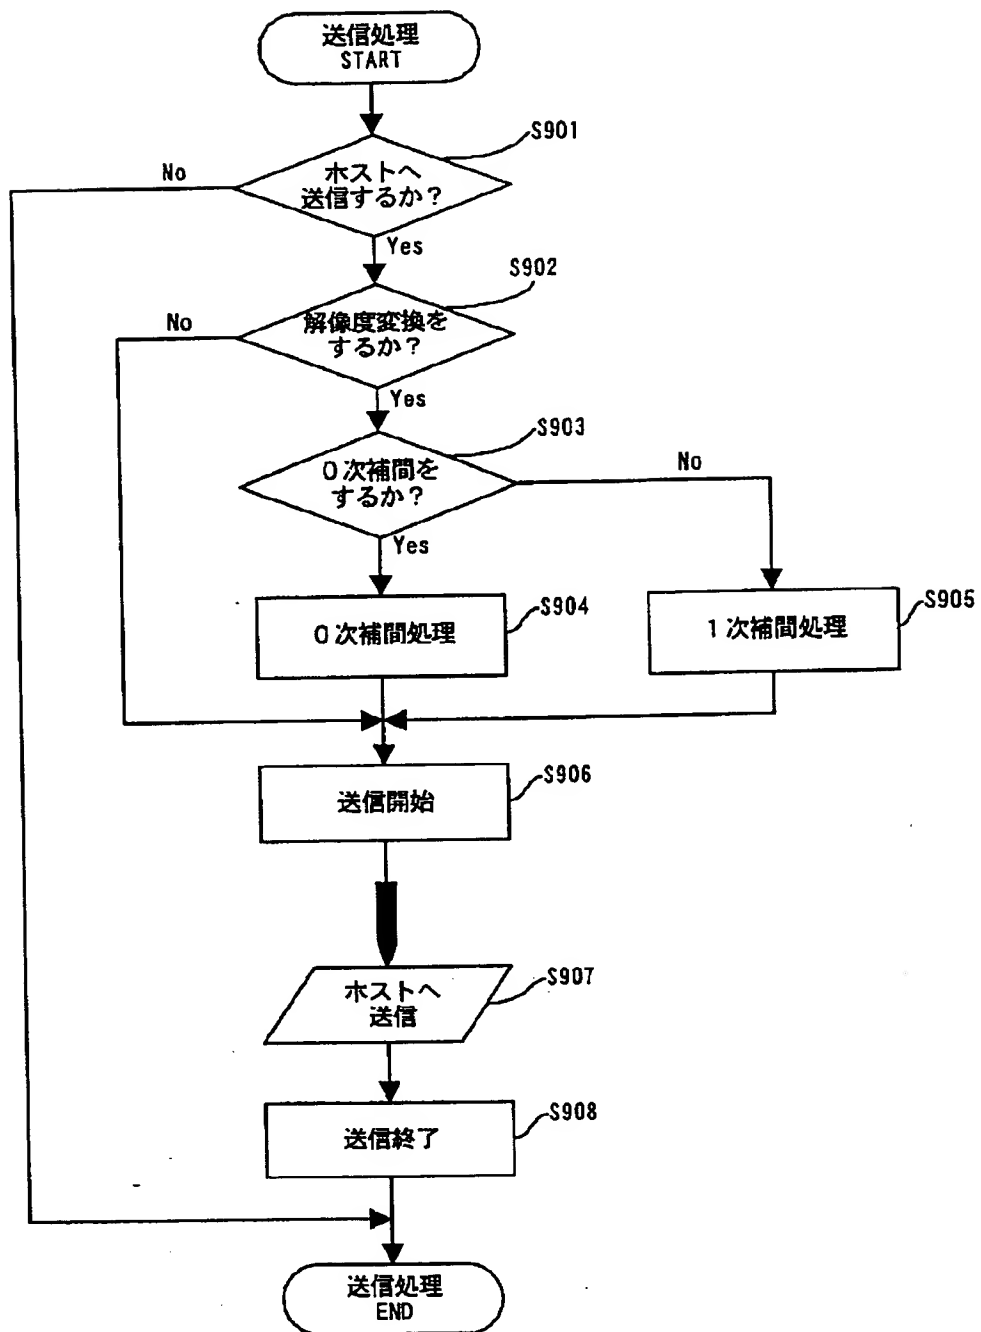 送信処理
START
S901
No
ホストへ
送信するか？
Yes
S902
No
解像度変換を
するか？
Yes
S903
０次補間を
するか？
No
Yes
S904
０次補間処理
S905
１次補間処理
S906
送信開始
S907
ホストへ
送信
S908
送信終了
送信処理
END